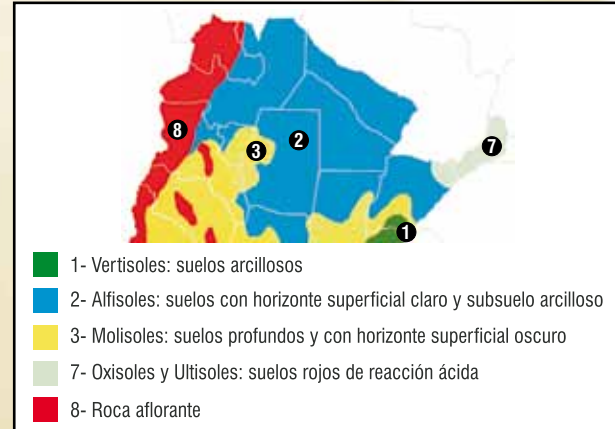 8
2
3
7
1
1- Vertisoles: suelos arcillosos
2- Alfisoles: suelos con horizonte superficial claro y subsuelo arcilloso
3- Molisoles: suelos profundos y con horizonte superficial oscuro
7- Oxisoles y Ultisoles: suelos rojos de reacción ácida
8- Roca aflorante